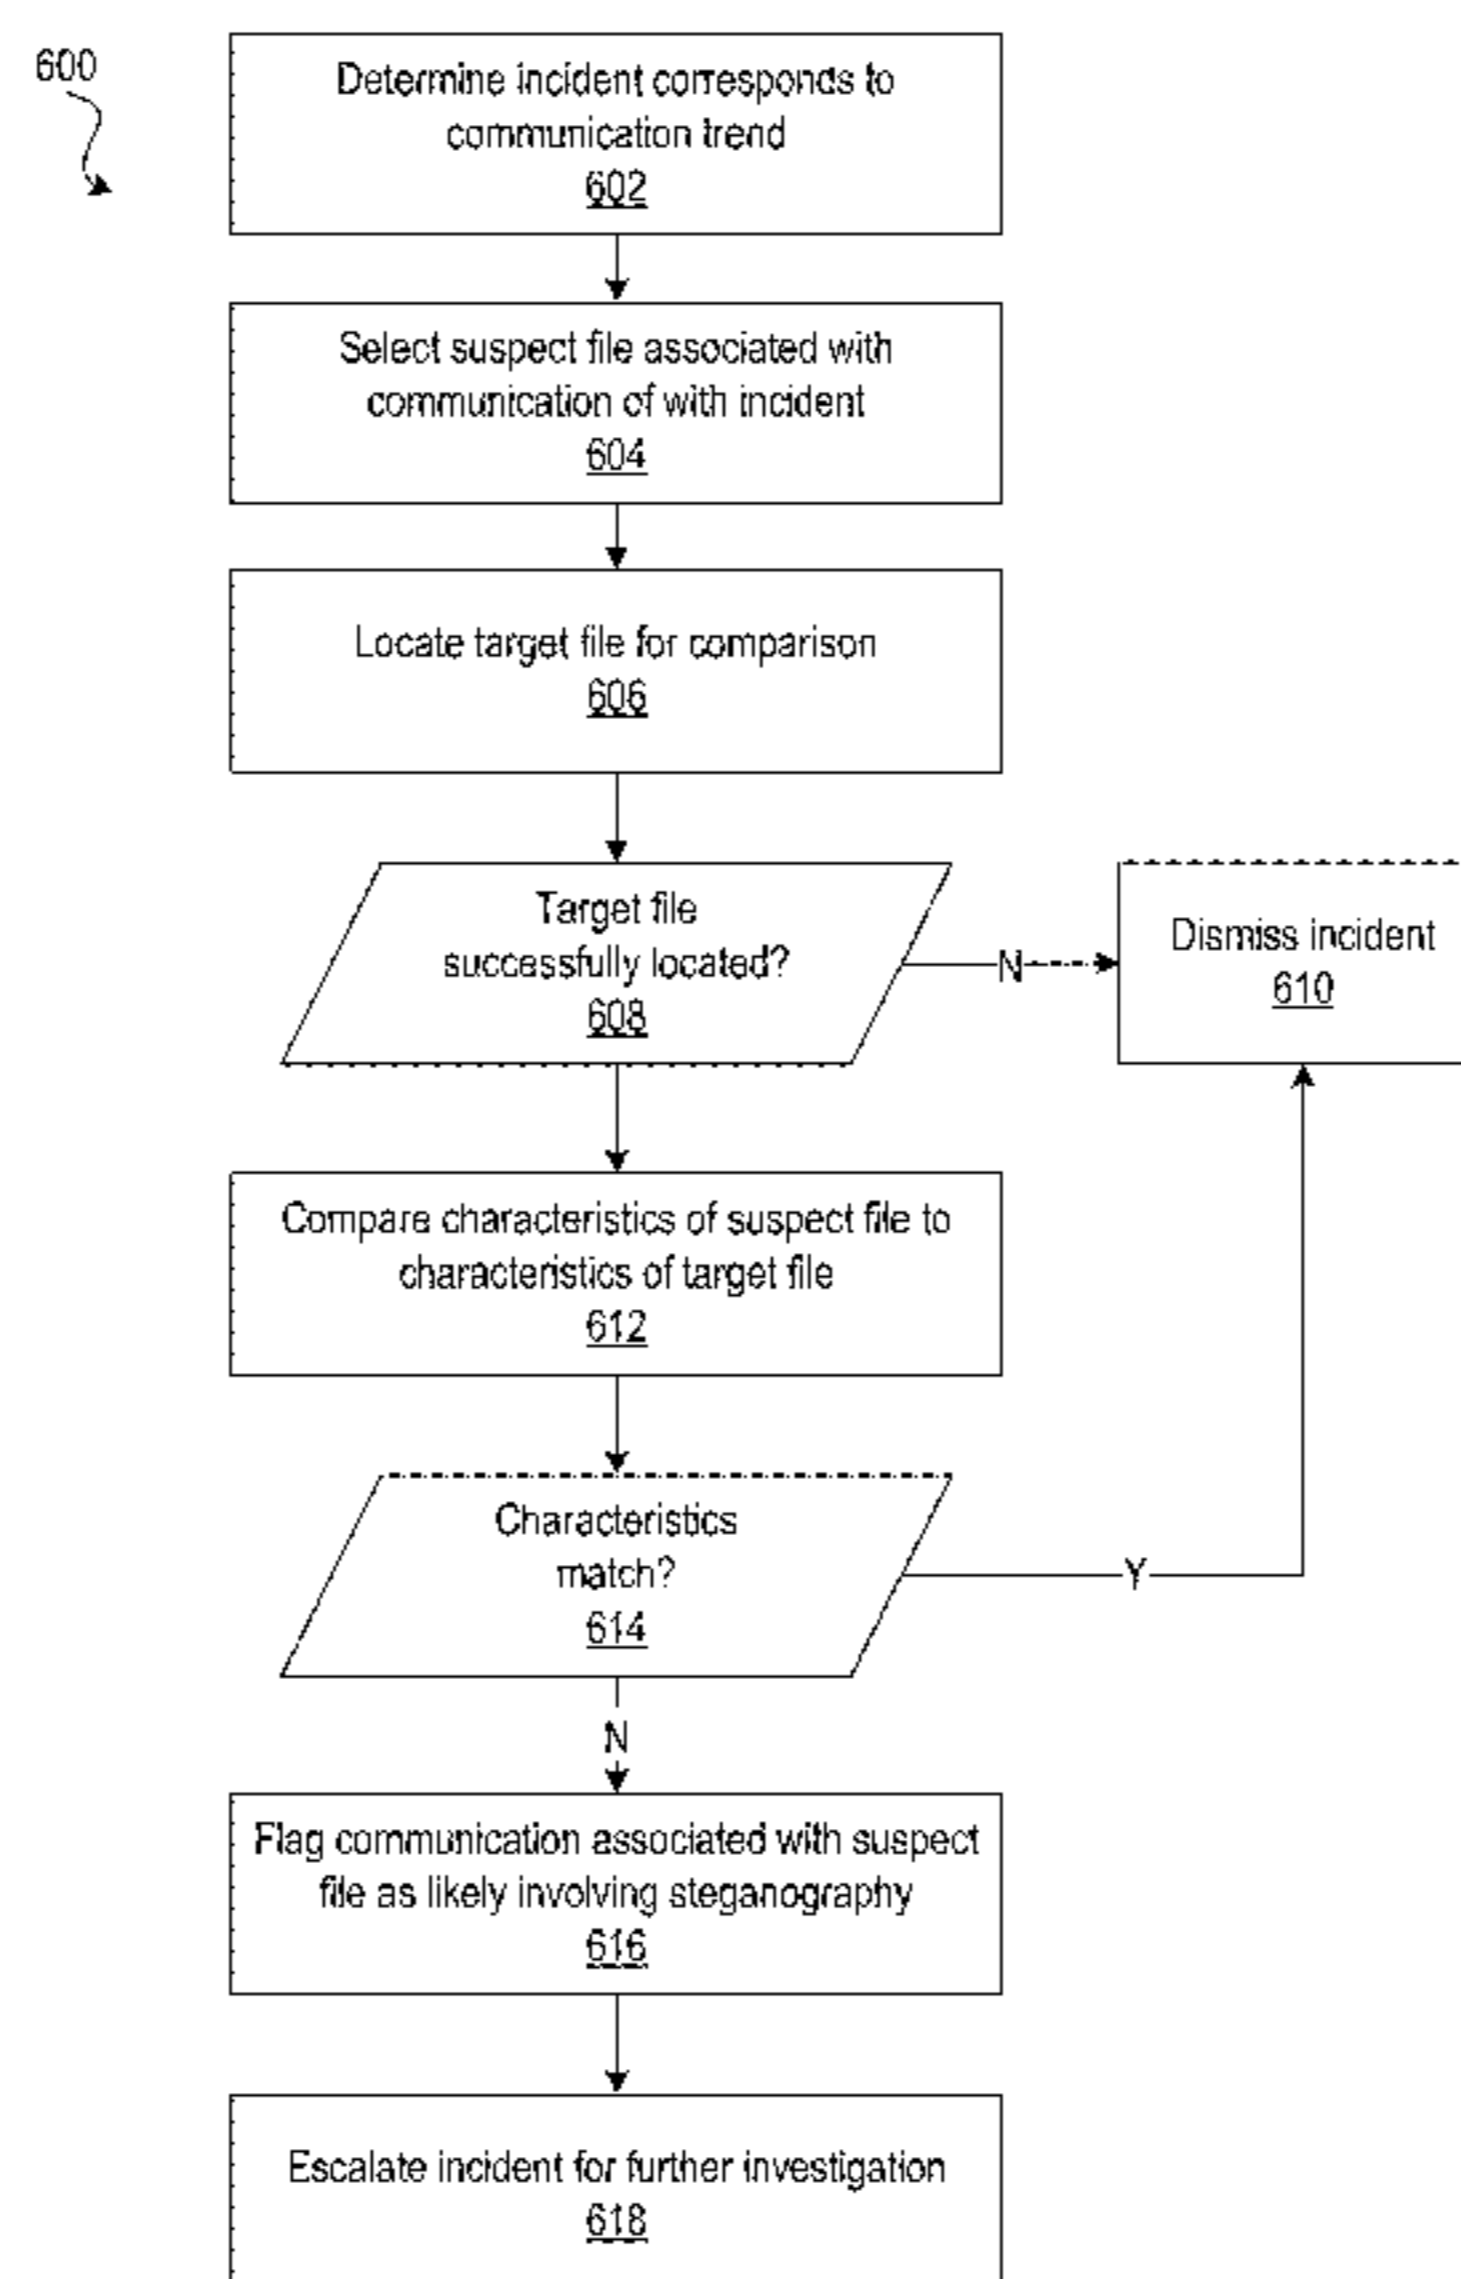 600
Determine incident corresponds to
communication trend
602
Select suspect file associated with
communication of with incident
604
Locate target file for comparison
606
Target file
successfully located?
608
N
Dismiss incident
610
Compare characteristics of suspect file to
characteristics of target file
612
Characteristics
match?
614
Y
N
Flag communication associated with suspect
file as likely involving steganography
616
Escalate incident for further investigation
618